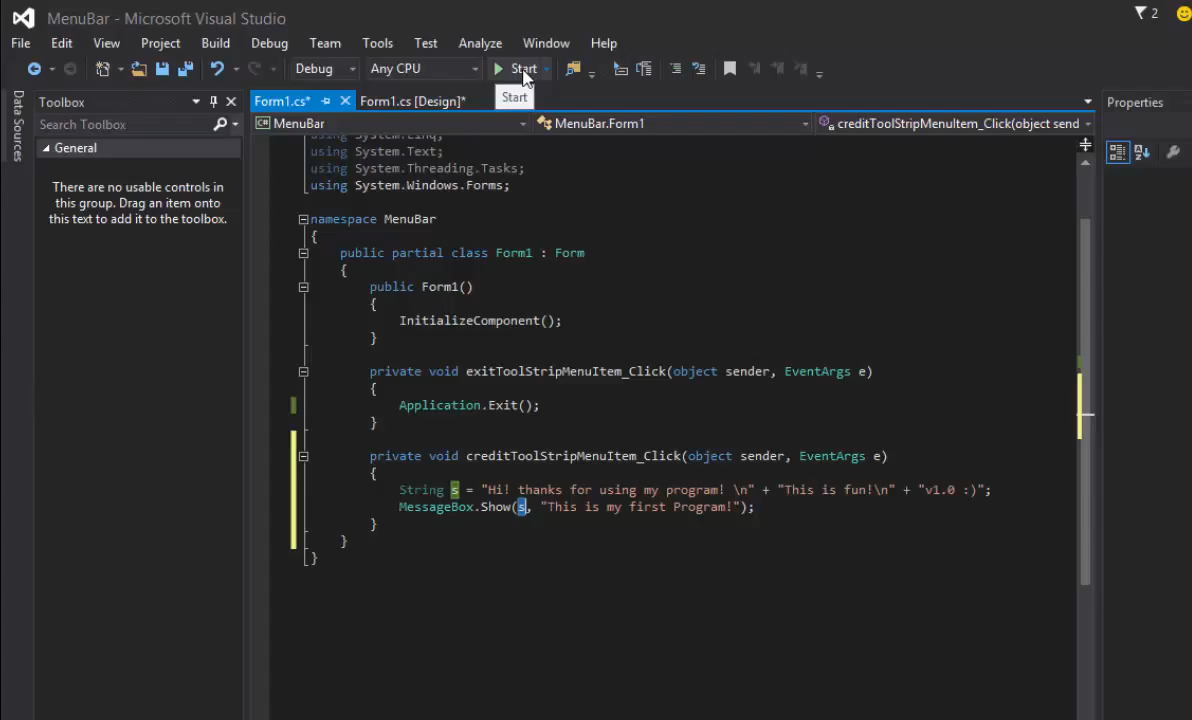 MenuBar - Microsoft Visual Studio
2
File Edit View Project Build Debug Team Tools Test Analyze Window Help
Debug Any CPU Start
Start
Data Sources
Toolbox
Search Toolbox
General
There are no usable controls in
this group. Drag an item onto
this text to add it to the toolbox.
Form1.cs* Form1.cs [Design]*
MenuBar MenuBar.Form1 creditToolStripMenuItem_Click(object send
using System.Linq;
using System.Text;
using System.Threading.Tasks;
using System.Windows.Forms;
namespace MenuBar
{
public partial class Form1 : Form
{
public Form1()
{
InitializeComponent();
}
private void exitToolStripMenuItem_Click(object sender, EventArgs e)
{
Application.Exit();
}
private void creditToolStripMenuItem_Click(object sender, EventArgs e)
{
String s = "Hi! thanks for using my program! \n" + "This is fun!\n" + "v1.0 :)";
MessageBox.Show(s, "This is my first Program!");
}
}
}
Properties